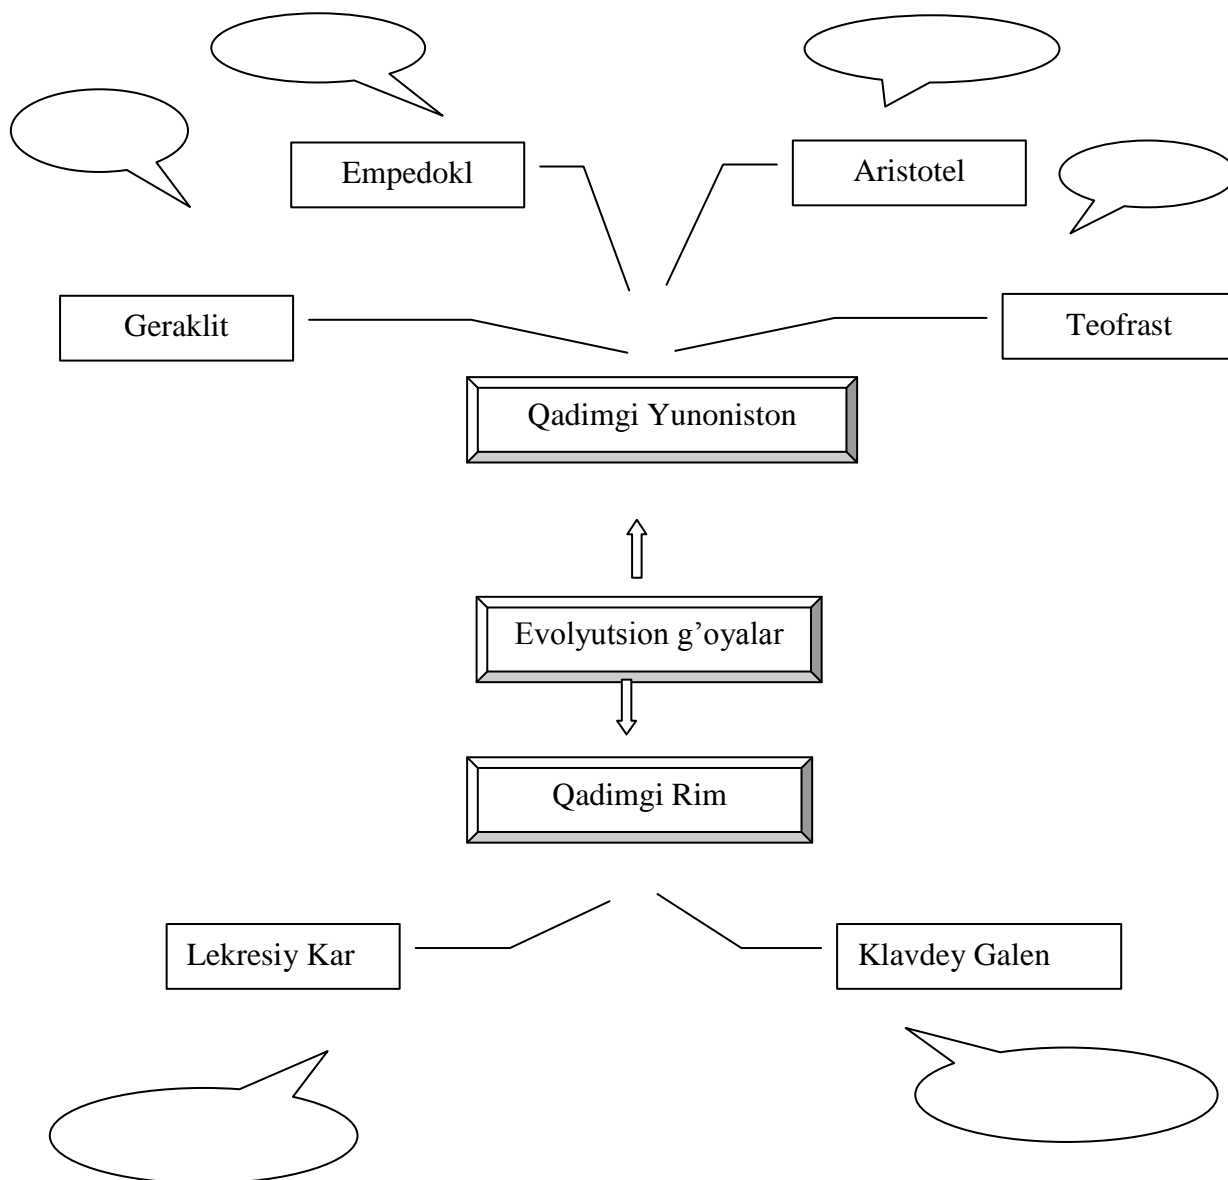 Empedokl
Aristotel
Geraklit
Teofrast
Qadimgi Yunoniston
Evolyutsion g’oyalar
Qadimgi Rim
Lekresiy Kar
Klavdey Galen